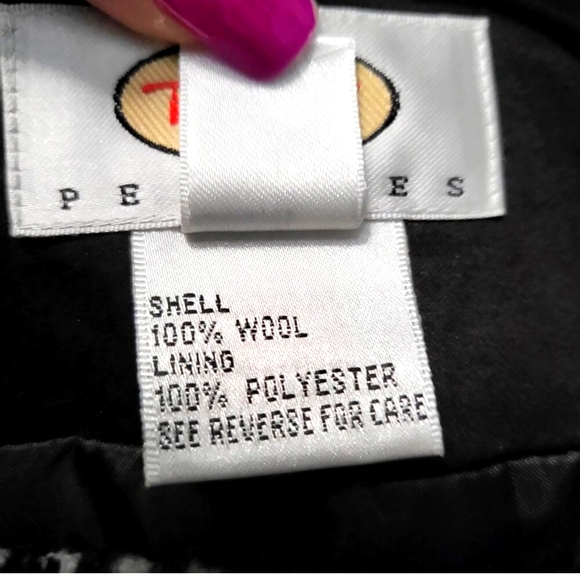 P E E S
SHELL
100% WOOL
LINING
100% POLYESTER
SEE REVERSE FOR CARE